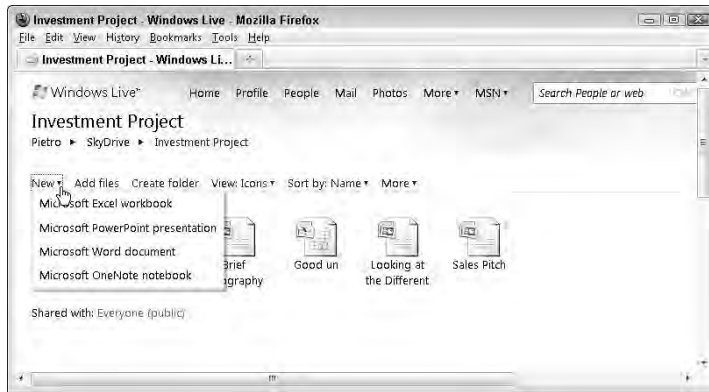 Investment Project - Windows Live - Mozilla Firefox
File Edit View History Bookmarks Tools Help
Investment Project - Windows Li...
Windows Live™ Home Profile People Mail Photos More MSN Search People or web
Investment Project
Pietro SkyDrive Investment Project
New Add files Create folder View: Icons Sort by: Name More
Microsoft Excel workbook
Microsoft PowerPoint presentation
Microsoft Word document
Microsoft OneNote notebook
Brief Good un Looking at Sales Pitch
ography the Different
Shared with: Everyone (public)